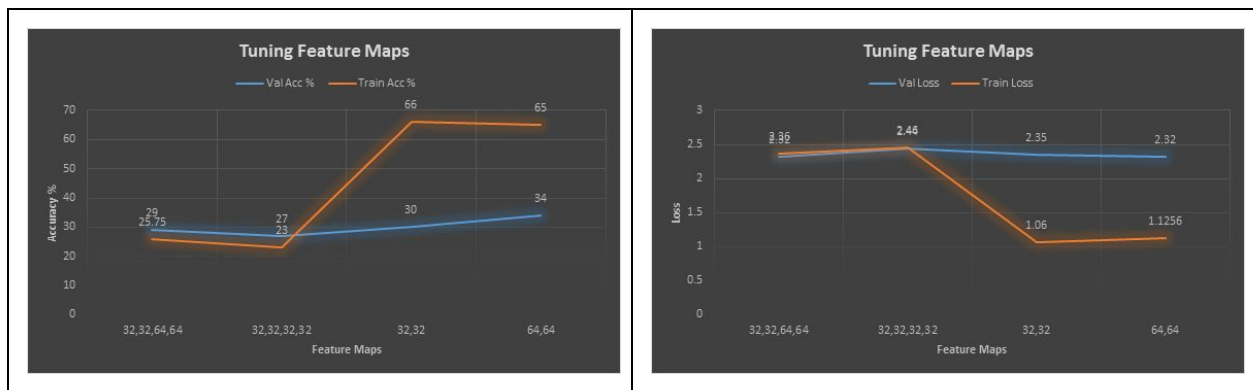 Tuning Feature Maps
Val Acc % Train Acc %
70
60
50
40
30
20
10
0
Accuracy %
29
25.75
27
23
66
30
65
34
32,32,64,64 32,32,32,32 32,32 64,64
Feature Maps
Tuning Feature Maps
Val Loss Train Loss
3
2.5
2
1.5
1
0.5
0
Loss
2.36
2.32
2.35
1.06
2.32
1.1256
32,32,64,64 32,32,32,32 32,32 64,64
Feature Maps